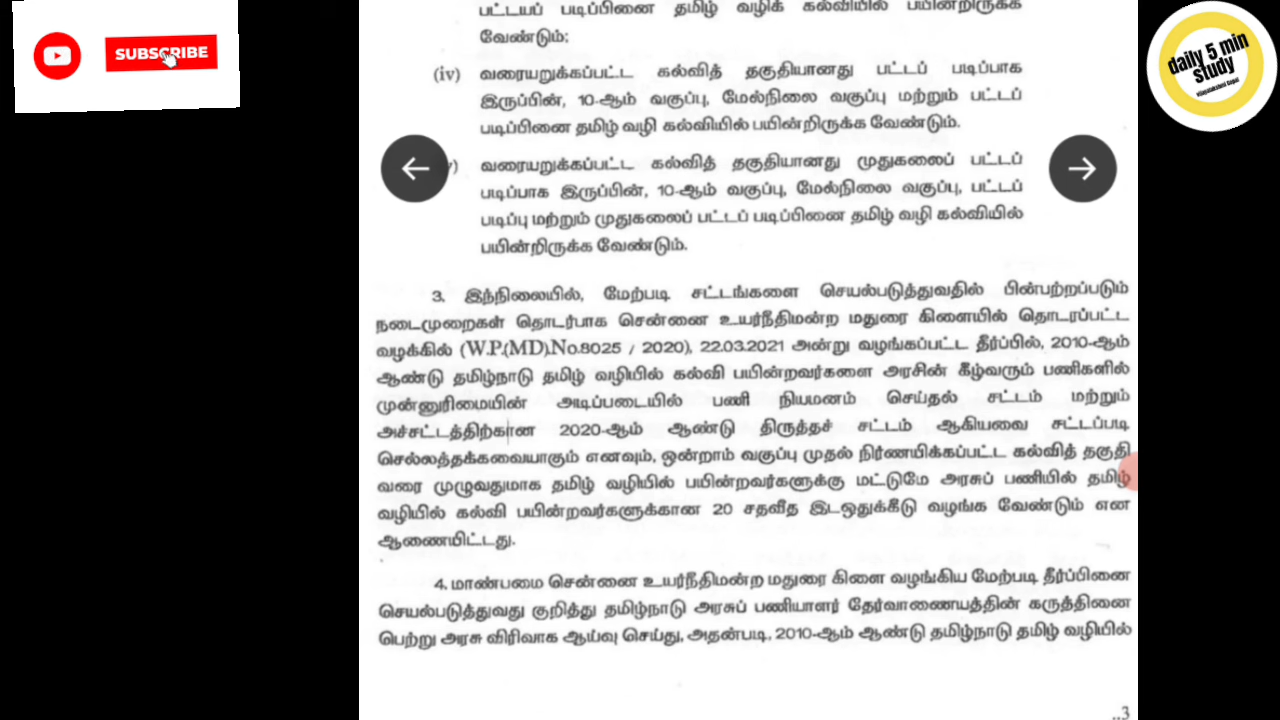 SUBSCRIBE
daily 5 min
study
Vijayalakshmi Gopal
பட்டயப் படிப்பினை தமிழ் வழிக் கல்வியில் பயின்றிருக்க
வேண்டும்;
(iv) வரையறுக்கப்பட்ட கல்வித் தகுதியானது பட்டப் படிப்பாக
இருப்பின், 10-ஆம் வகுப்பு, மேல்நிலை வகுப்பு மற்றும் பட்டப்
படிப்பினை தமிழ் வழி கல்வியில் பயின்றிருக்க வேண்டும்.
வரையறுக்கப்பட்ட கல்வித் தகுதியானது முதுகலைப் பட்டப்
படிப்பாக இருப்பின், 10-ஆம் வகுப்பு, மேல்நிலை வகுப்பு, பட்டப்
படிப்பு மற்றும் முதுகலைப் பட்டப் படிப்பினை தமிழ் வழி கல்வியில்
பயின்றிருக்க வேண்டும்.
3. இந்நிலையில், மேற்படி சட்டங்களை செயல்படுத்துவதில் பின்பற்றப்படும்
நடைமுறைகள் தொடர்பாக சென்னை உயர்நீதிமன்ற மதுரை கிளையில் தொடரப்பட்ட
வழக்கில் (W.P.(MD).No.8025 / 2020), 22.03.2021 அன்று வழங்கப்பட்ட தீர்ப்பில், 2010-ஆம்
ஆண்டு தமிழ்நாடு தமிழ் வழியில் கல்வி பயின்றவர்களை அரசின் கீழ்வரும் பணிகளில்
முன்னுரிமையின் அடிப்படையில் பணி நியமனம் செய்தல் சட்டம் மற்றும்
அச்சட்டத்திற்கான 2020-ஆம் ஆண்டு திருத்தச் சட்டம் ஆகியவை சட்டப்படி
செல்லத்தக்கவையாகும் எனவும், ஒன்றாம் வகுப்பு முதல் நிர்ணயிக்கப்பட்ட கல்வித் தகுதி
வரை முழுவதுமாக தமிழ் வழியில் பயின்றவர்களுக்கு மட்டுமே அரசுப் பணியில் தமிழ்
வழியில் கல்வி பயின்றவர்களுக்கான 20 சதவீத இடஒதுக்கீடு வழங்க வேண்டும் என
ஆணையிட்டது.
4. மாண்பமை சென்னை உயர்நீதிமன்ற மதுரை கிளை வழங்கிய மேற்படி தீர்ப்பினை
செயல்படுத்துவது குறித்து தமிழ்நாடு அரசுப் பணியாளர் தேர்வாணையத்தின் கருத்தினை
பெற்று அரசு விரிவாக ஆய்வு செய்து, அதன்படி, 2010-ஆம் ஆண்டு தமிழ்நாடு தமிழ் வழியில்
..3